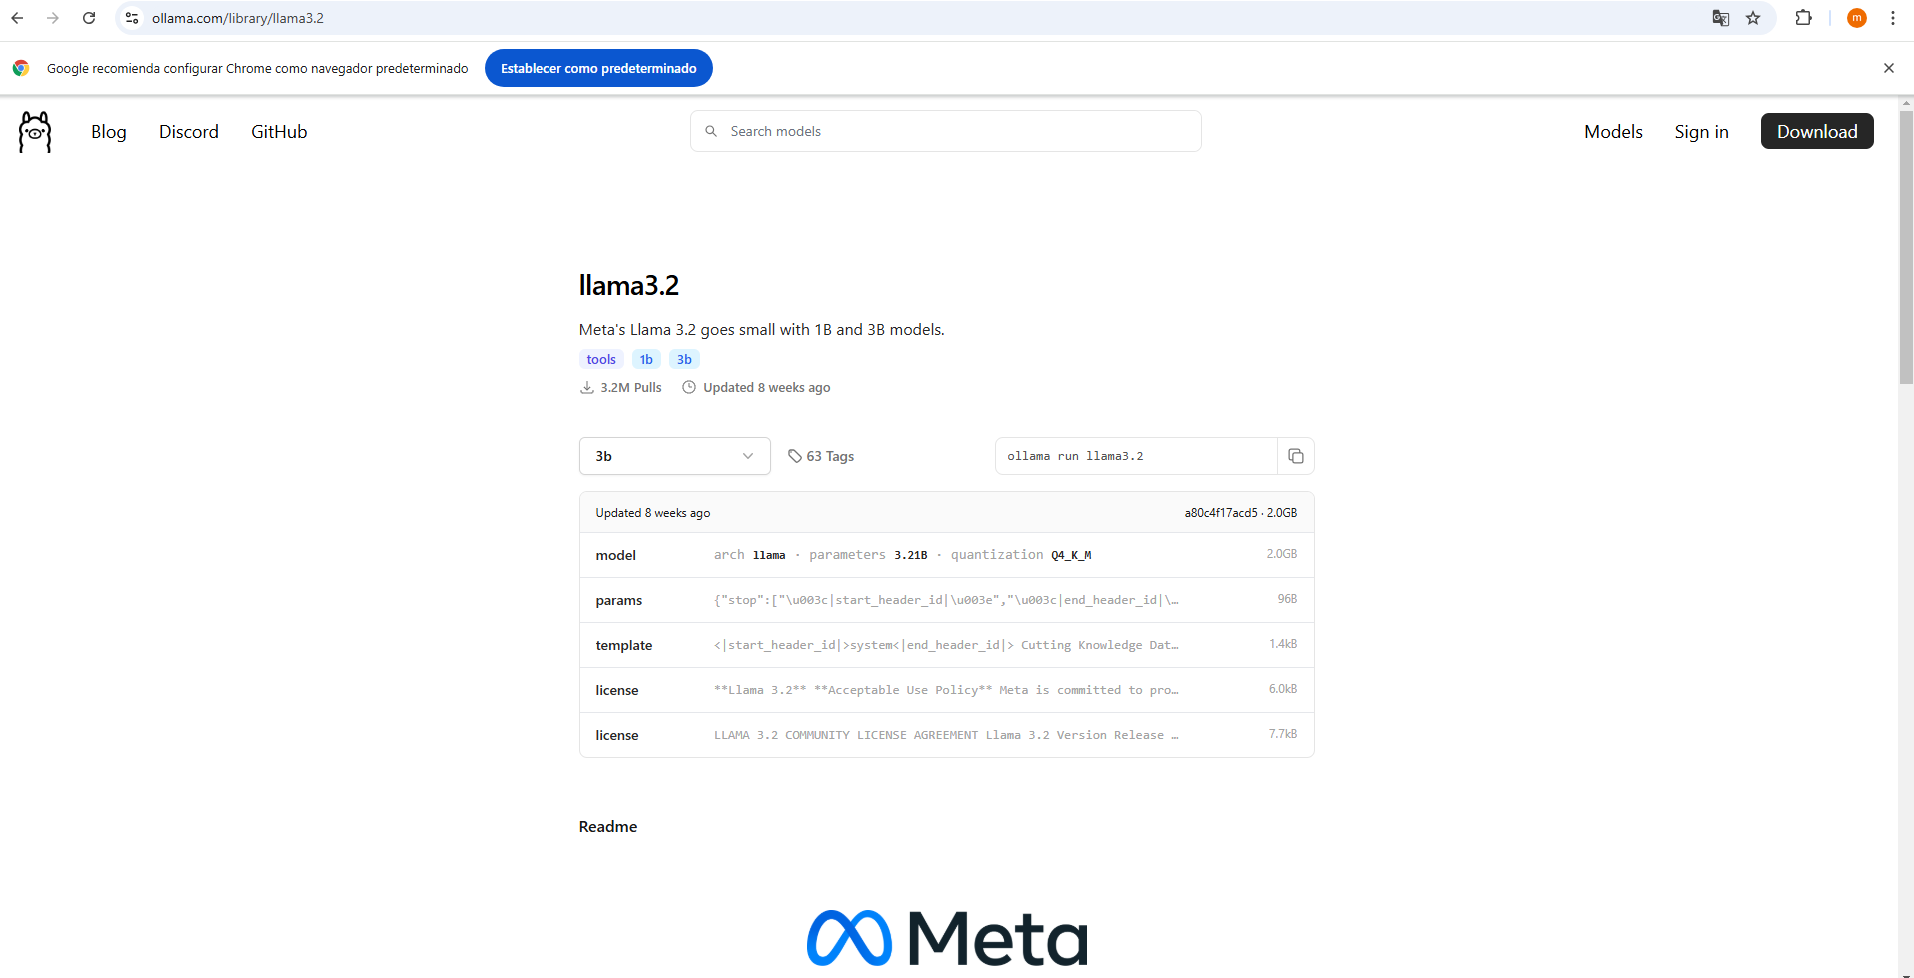 ollama.com/library/llama3.2
m
Google recomienda configurar Chrome como navegador predeterminado
Establecer como predeterminado
Blog Discord GitHub
Search models
Models Sign in Download
llama3.2
Meta's Llama 3.2 goes small with 1B and 3B models.
tools 1b 3b
3.2M Pulls Updated 8 weeks ago
3b 63 Tags ollama run llama3.2
Updated 8 weeks ago a80c4f17acd5 · 2.0GB
model arch llama · parameters 3.21B · quantization Q4_K_M 2.0GB
params {"stop":["\u003c|start_header_id|\u003e","\u003c|end_header_id|\… 96B
template <|start_header_id|>system<|end_header_id|> Cutting Knowledge Dat… 1.4kB
license **Llama 3.2** **Acceptable Use Policy** Meta is committed to pro… 6.0kB
license LLAMA 3.2 COMMUNITY LICENSE AGREEMENT Llama 3.2 Version Release … 7.7kB
Readme
Meta